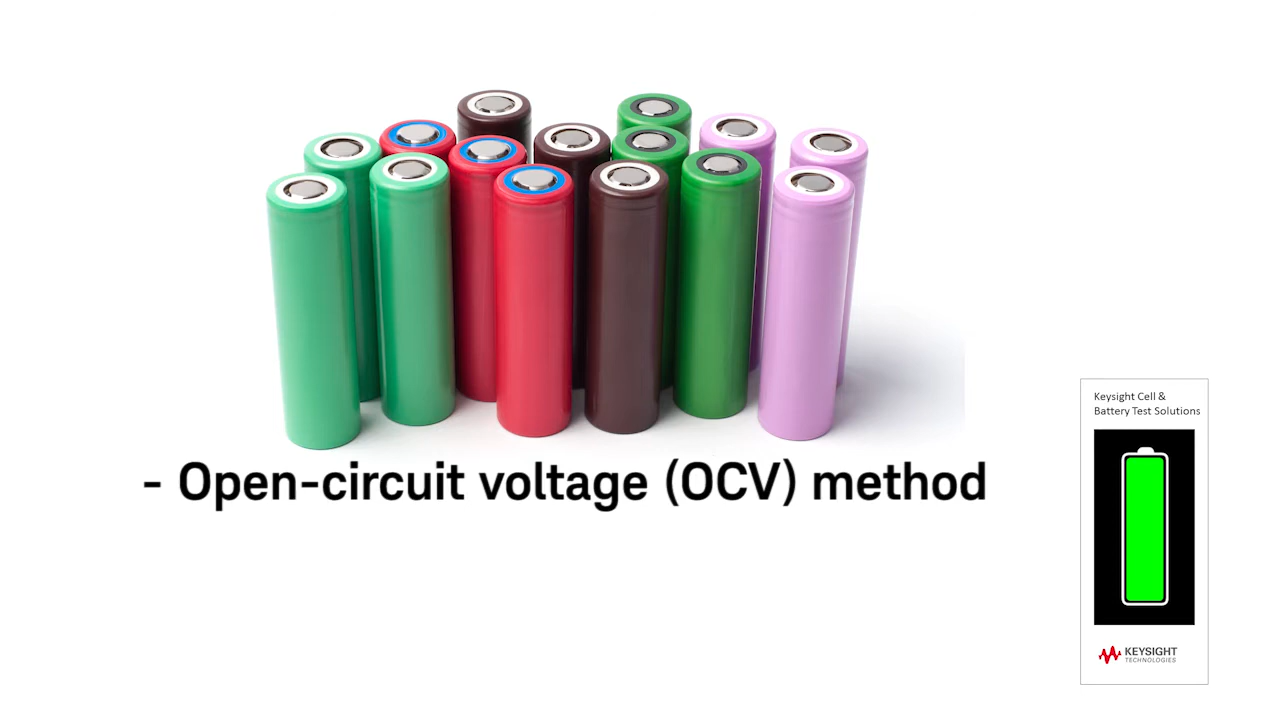 - Open-circuit voltage (OCV) method
Keysight Cell &
Battery Test Solutions
KEYSIGHT
TECHNOLOGIES